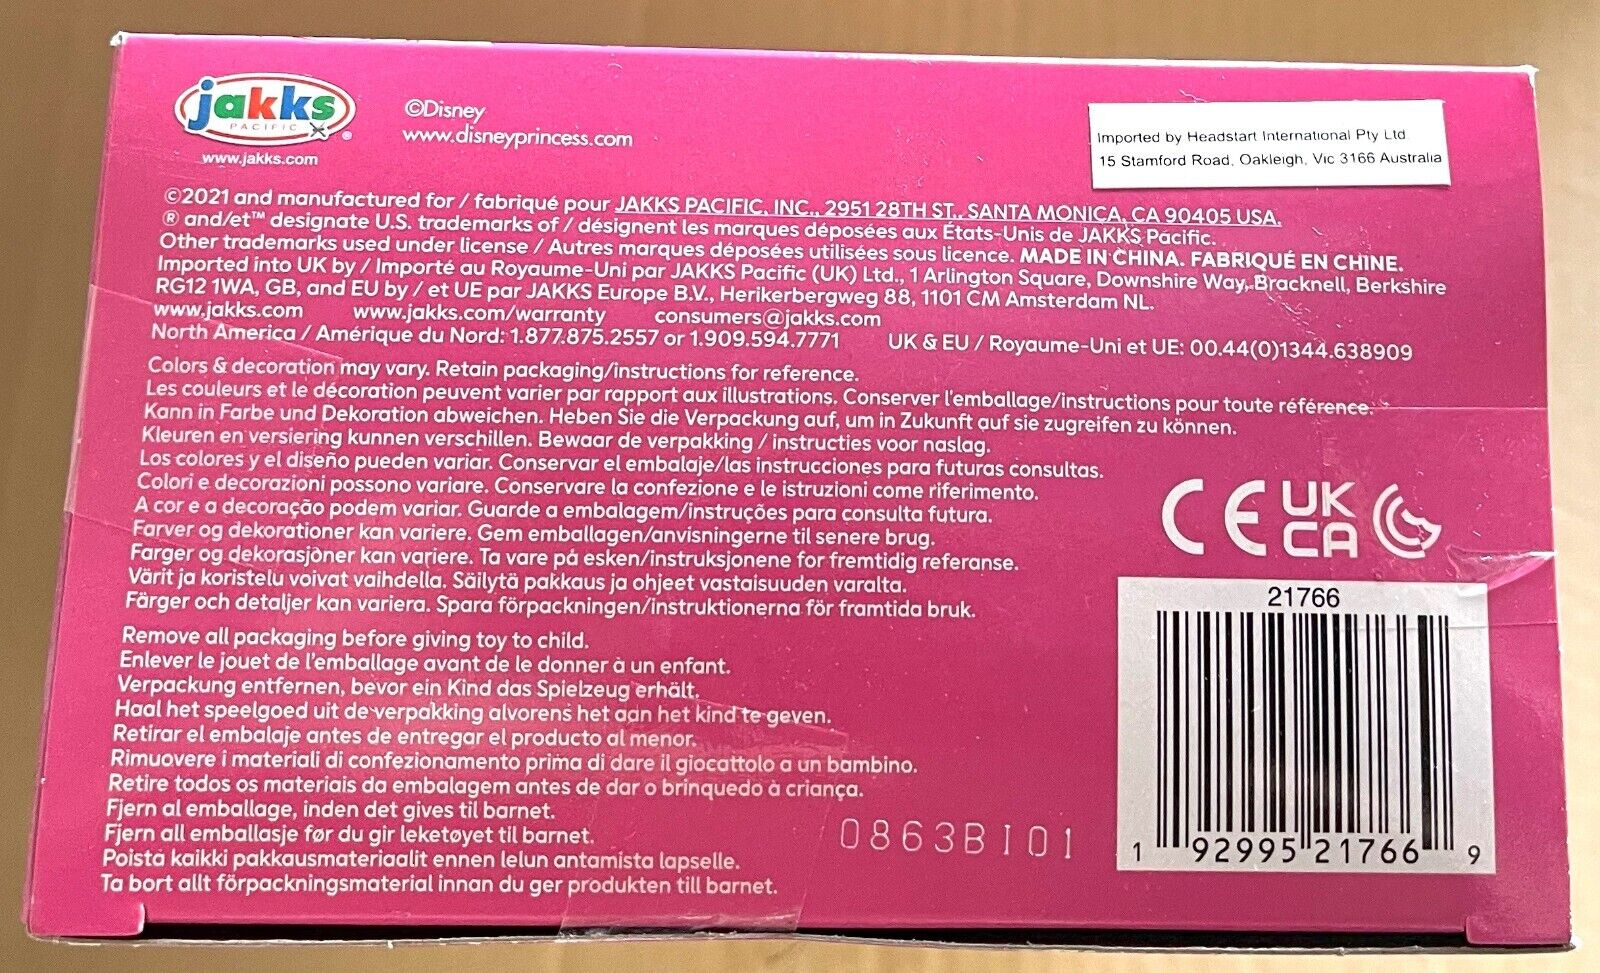 jakks
PACIFIC
®
www.jakks.com
©Disney
www.disneyprincess.com
Imported by Headstart International Pty Ltd.
15 Stamford Road, Oakleigh, Vic 3166 Australia
©2021 and manufactured for / fabriqué pour JAKKS PACIFIC, INC., 2951 28TH ST., SANTA MONICA, CA 90405 USA.
® and/et™ designate U.S. trademarks of / désignent les marques déposées aux États-Unis de JAKKS Pacific.
Other trademarks used under license / Autres marques déposées utilisées sous licence. MADE IN CHINA. FABRIQUÉ EN CHINE.
Imported into UK by / Importé au Royaume-Uni par JAKKS Pacific (UK) Ltd., 1 Arlington Square, Downshire Way, Bracknell, Berkshire
RG12 1WA, GB, and EU by / et UE par JAKKS Europe B.V., Herikerbergweg 88, 1101 CM Amsterdam NL.
www.jakks.com www.jakks.com/warranty consumers@jakks.com
North America / Amérique du Nord: 1.877.875.2557 or 1.909.594.7771 UK & EU / Royaume-Uni et UE: 00.44(0)1344.638909
Colors & decoration may vary. Retain packaging/instructions for reference.
Les couleurs et le décoration peuvent varier par rapport aux illustrations. Conserver l'emballage/instructions pour toute référence.
Kann in Farbe und Dekoration abweichen. Heben Sie die Verpackung auf, um in Zukunft auf sie zugreifen zu können.
Kleuren en versiering kunnen verschillen. Bewaar de verpakking / instructies voor naslag.
Los colores y el diseño pueden variar. Conservar el embalaje/las instrucciones para futuras consultas.
Colori e decorazioni possono variare. Conservare la confezione e le istruzioni come riferimento.
A cor e a decoração podem variar. Guarde a embalagem/instruções para consulta futura.
Farver og dekorationer kan variere. Gem emballagen/anvisningerne til senere brug.
Farger og dekorasjoner kan variere. Ta vare på esken/instruksjonene for fremtidig referanse.
Värit ja koristelu voivat vaihdella. Säilytä pakkaus ja ohjeet vastaisuuden varalta.
Färger och detaljer kan variera. Spara förpackningen/instruktionerna för framtida bruk.
CE UK
CA
Remove all packaging before giving toy to child.
Enlever le jouet de l'emballage avant de le donner à un enfant.
Verpackung entfernen, bevor ein Kind das Spielzeug erhält.
Haal het speelgoed uit de verpakking alvorens het aan het kind te geven.
Retirar el embalaje antes de entregar el producto al menor.
Rimuovere i materiali di confezionamento prima di dare il giocattolo a un bambino.
Retire todos os materiais da embalagem antes de dar o brinquedo à criança.
Fjern al emballage, inden det gives til barnet.
Fjern all emballasje før du gir leketøyet til barnet.
Poista kaikki pakkausmateriaalit ennen lelun antamista lapselle.
Ta bort allt förpackningsmaterial innan du ger produkten till barnet.
0863BI01
21766
1 92995 21766 9